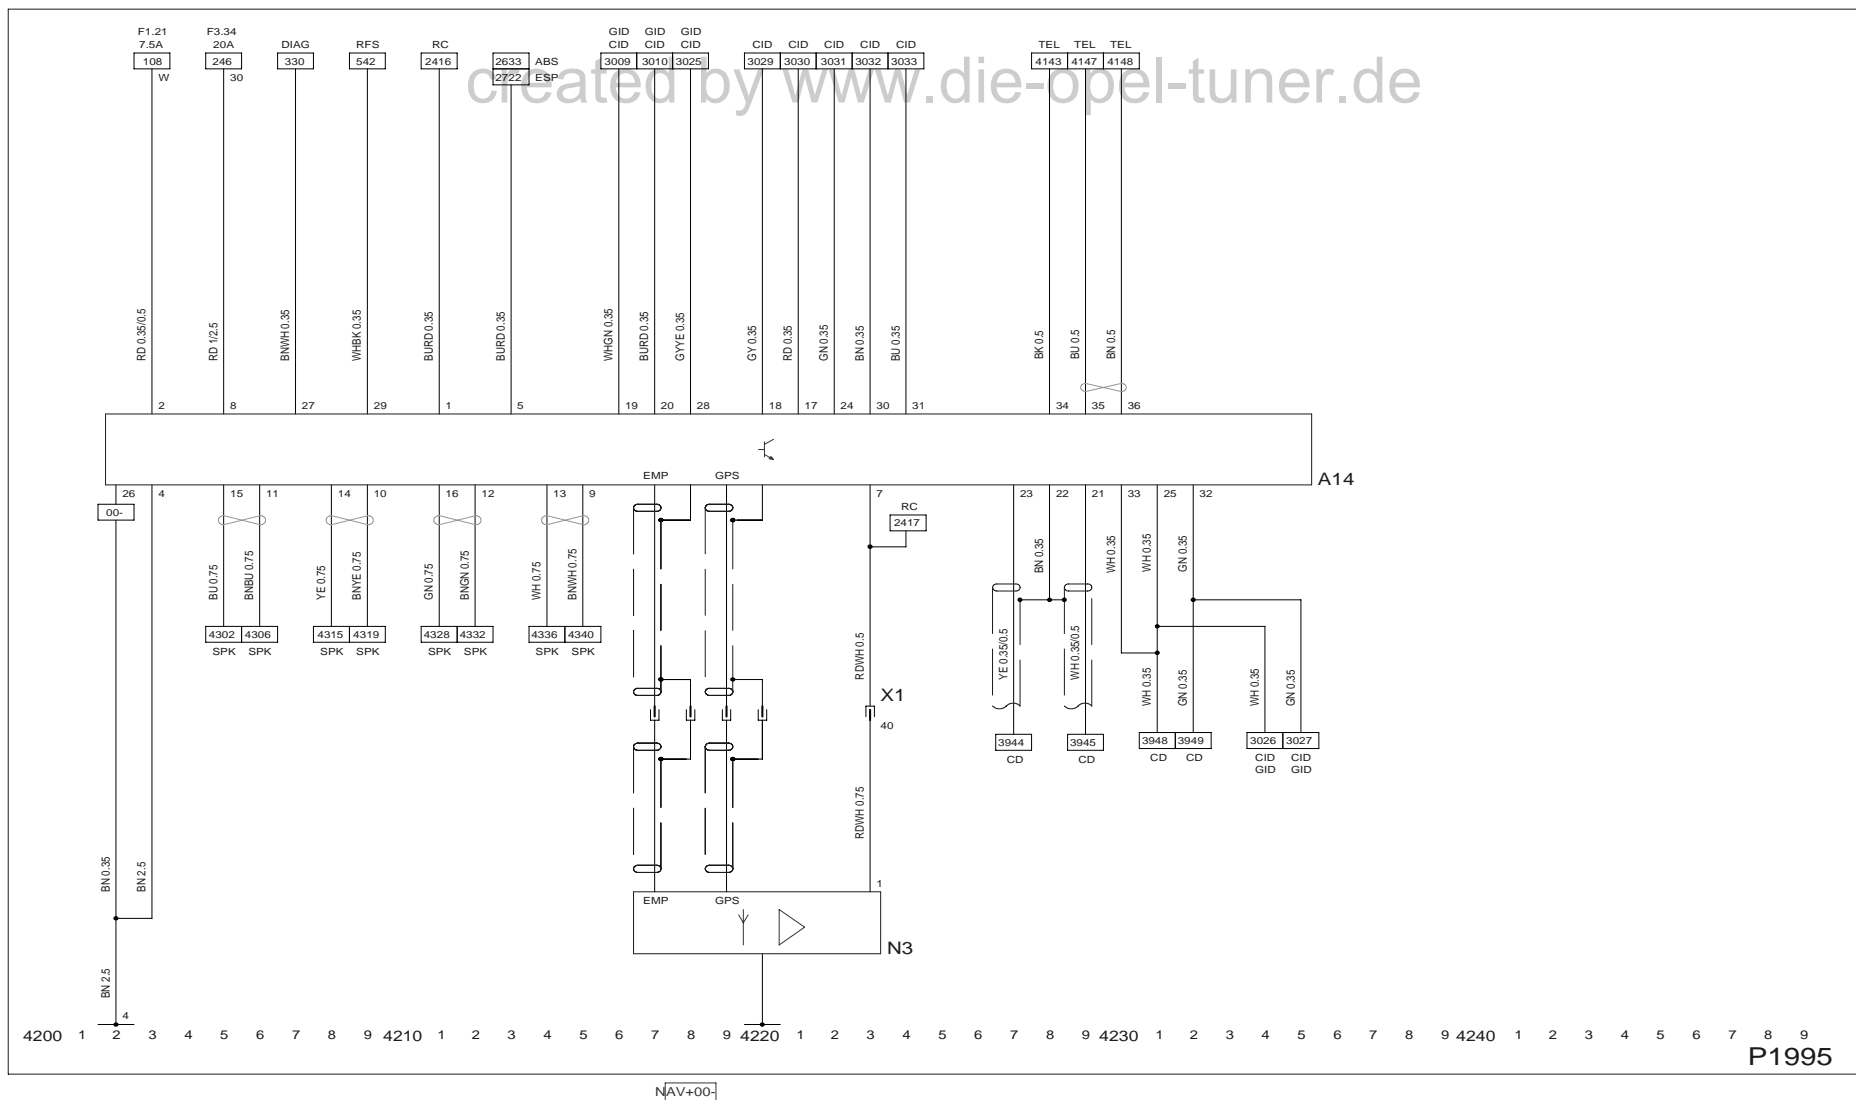 F1.21 F3.34 GID GID GID
7.5A 20A DIAG RFS RC CID CID CID CID CID CID CID CID TEL TEL TEL
108 246 330 542 2416 2633 ABS 3009 3010 3025 3029 3030 3031 3032 3033 4143 4147 4148
W 30 2722 ESP
created by www.die-opel-tuner.de
RD 0.35/0.5 RD 1/2.5 BNWH 0.35 WHBK 0.35 BURD 0.35 BURD 0.35 WHGN 0.35 BURD 0.35 GYYE 0.35 GY 0.35 RD 0.35 GN 0.35 BN 0.35 BU 0.35 BK 0.5 BU 0.5 BN 0.5
2 8 27 29 1 5 19 20 28 18 17 24 30 31 34 35 36
EMP GPS
A14
26 4 15 11 14 10 16 12 13 9 7 23 22 21 33 25 32
00-
RC
2417
BU 0.75 BNBU 0.75 YE 0.75 BNYE 0.75 GN 0.75 BNGN 0.75 WH 0.75 BNWH 0.75
BN 0.35 WH 0.35 WH 0.35 GN 0.35
4302 4306 4315 4319 4328 4332 4336 4340
SPK SPK SPK SPK SPK SPK SPK SPK
RDWH 0.5 YE 0.35/0.5 WH 0.35/0.5
WH 0.35 GN 0.35 WH 0.35 GN 0.35
X1
40
3944 3945 3948 3949 3026 3027
CD CD CD CD CID CID
GID GID
RDWH 0.75
BN 0.35 BN 2.5
1
EMP GPS
N3
BN 2.5
4
4200 1 2 3 4 5 6 7 8 9 4210 1 2 3 4 5 6 7 8 9 4220 1 2 3 4 5 6 7 8 9 4230 1 2 3 4 5 6 7 8 9 4240 1 2 3 4 5 6 7 8 9
P1995
NAV+00-